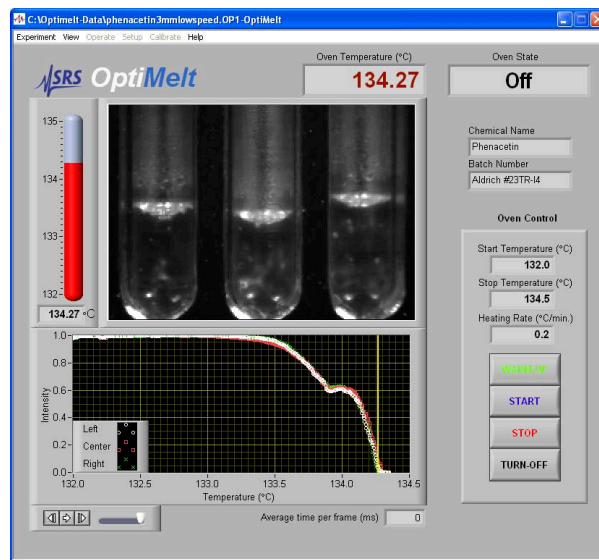 C:\Optimelt-Data\phenacetin3mmlowspeed.OP1-OptiMelt
Experiment View Operate Setup Calibrate Help
SRS OptiMelt
Oven Temperature (°C)
134.27
Oven State
Off
135-
134-
133-
132-
134.27 °C
Chemical Name
Phenacetin
Batch Number
Aldrich #23TR-I4
Oven Control
Start Temperature (°C)
132.0
Stop Temperature (°C)
134.5
Heating Rate (°C/min.)
0.2
WARM-UP
START
STOP
TURN-OFF
Intensity
1.0-
0.8-
0.6-
0.4-
0.2-
0.0-
Left
Center
Right
132.0 132.5 133.0 133.5 134.0 134.5
Temperature (°C)
Average time per frame (ms) 0